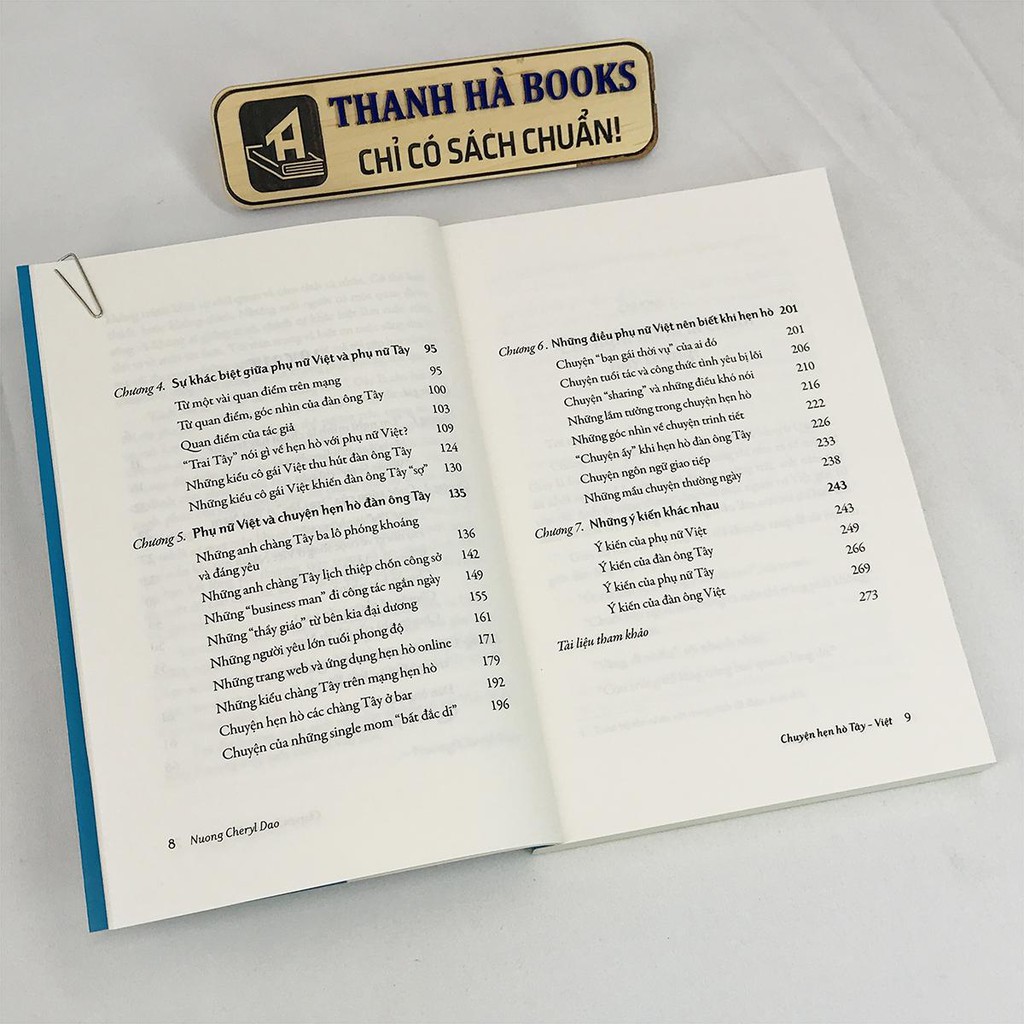 THANH HÀ BOOKS
CHỈ CÓ SÁCH CHUẨN!
Chương 4. Sự khác biệt giữa phụ nữ Việt và phụ nữ Tây 95
Từ một vài quan điểm trên mạng 95
Từ quan điểm, góc nhìn của đàn ông Tây 100
Quan điểm của tác giả 103
“Trai Tây” nói gì về hẹn hò với phụ nữ Việt? 109
Những kiểu cô gái Việt thu hút đàn ông Tây 124
Những kiểu cô gái Việt khiến đàn ông Tây “sợ” 130
Chương 5. Phụ nữ Việt và chuyện hẹn hò đàn ông Tây 135
Những anh chàng Tây ba lô phóng khoáng
và đáng yêu 136
Những anh chàng Tây lịch thiệp chốn công sở 142
Những “business man” đi công tác ngắn ngày 149
Những “thầy giáo” từ bên kia đại dương 155
Những người yêu lớn tuổi phong độ 161
Những trang web và ứng dụng hẹn hò online 171
Những kiểu chàng Tây trên mạng hẹn hò 179
Chuyện hẹn hò các chàng Tây ở bar 192
Chuyện của những single mom “bất đắc dĩ” 196
8 Nuong Cheryl Dao
Chương 6. Những điều phụ nữ Việt nên biết khi hẹn hò 201
Chuyện “bạn gái thời vụ” của ai đó 201
Chuyện tuổi tác và công thức tình yêu bị lỗi 206
Chuyện “sharing” và những điều khó nói 210
Những lầm tưởng trong chuyện hẹn hò 216
Những góc nhìn về chuyện trinh tiết 222
“Chuyện ấy” khi hẹn hò đàn ông Tây 226
Chuyện ngôn ngữ giao tiếp 233
Những mẩu chuyện thường ngày 238
Chương 7. Những ý kiến khác nhau 243
Ý kiến của phụ nữ Việt 243
Ý kiến của đàn ông Tây 249
Ý kiến của phụ nữ Tây 266
Ý kiến của đàn ông Việt 269
Tài liệu tham khảo 273
Chuyện hẹn hò Tây – Việt 9